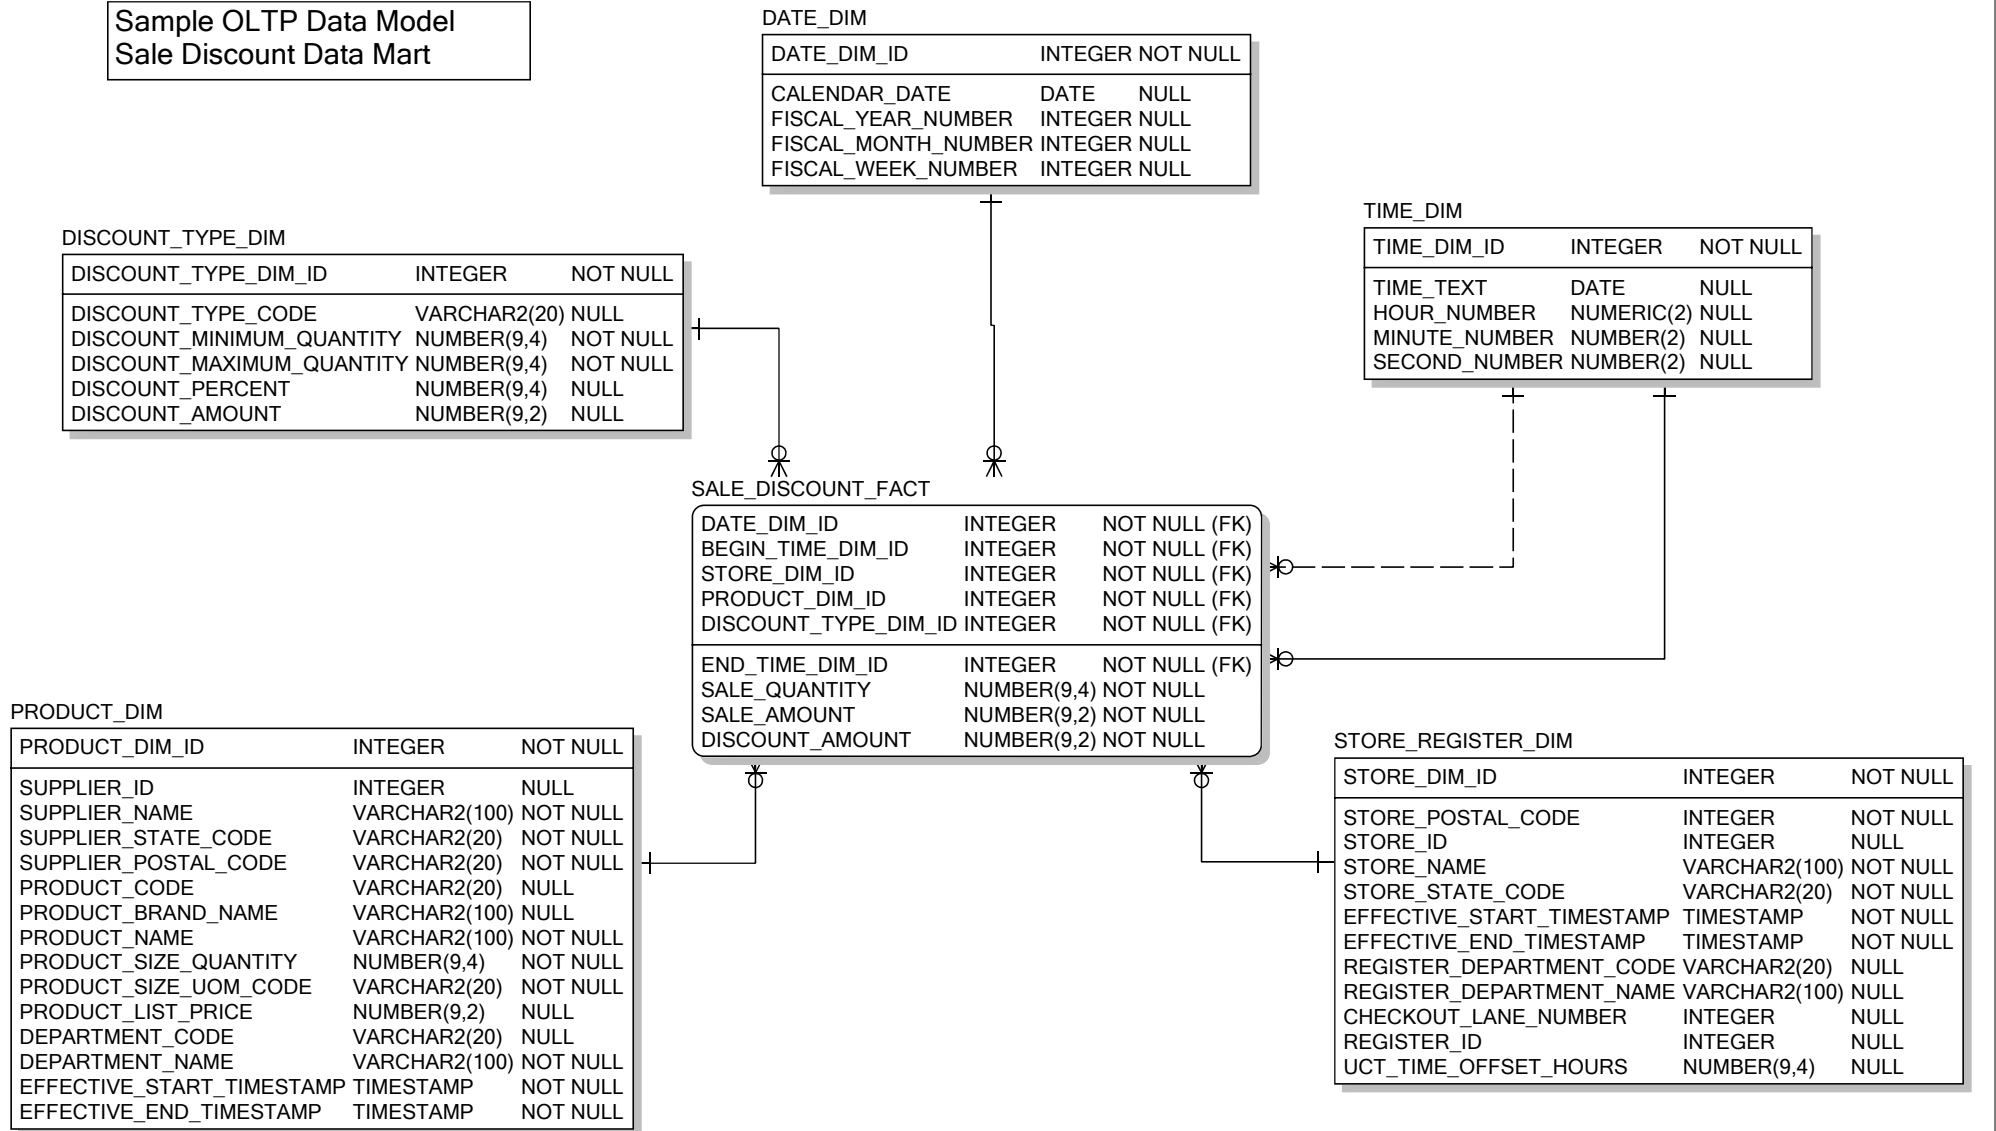 Sample OLTP Data Model
Sale Discount Data Mart
DATE_DIM
DATE_DIM_ID INTEGER NOT NULL
CALENDAR_DATE DATE NULL
FISCAL_YEAR_NUMBER INTEGER NULL
FISCAL_MONTH_NUMBER INTEGER NULL
FISCAL_WEEK_NUMBER INTEGER NULL
TIME_DIM
TIME_DIM_ID INTEGER NOT NULL
TIME_TEXT DATE NULL
HOUR_NUMBER NUMERIC(2) NULL
MINUTE_NUMBER NUMBER(2) NULL
SECOND_NUMBER NUMBER(2) NULL
DISCOUNT_TYPE_DIM
DISCOUNT_TYPE_DIM_ID INTEGER NOT NULL
DISCOUNT_TYPE_CODE VARCHAR2(20) NULL
DISCOUNT_MINIMUM_QUANTITY NUMBER(9,4) NOT NULL
DISCOUNT_MAXIMUM_QUANTITY NUMBER(9,4) NOT NULL
DISCOUNT_PERCENT NUMBER(9,4) NULL
DISCOUNT_AMOUNT NUMBER(9,2) NULL
SALE_DISCOUNT_FACT
DATE_DIM_ID INTEGER NOT NULL (FK)
BEGIN_TIME_DIM_ID INTEGER NOT NULL (FK)
STORE_DIM_ID INTEGER NOT NULL (FK)
PRODUCT_DIM_ID INTEGER NOT NULL (FK)
DISCOUNT_TYPE_DIM_ID INTEGER NOT NULL (FK)
END_TIME_DIM_ID INTEGER NOT NULL (FK)
SALE_QUANTITY NUMBER(9,4) NOT NULL
SALE_AMOUNT NUMBER(9,2) NOT NULL
DISCOUNT_AMOUNT NUMBER(9,2) NOT NULL
PRODUCT_DIM
PRODUCT_DIM_ID INTEGER NOT NULL
SUPPLIER_ID INTEGER NULL
SUPPLIER_NAME VARCHAR2(100) NOT NULL
SUPPLIER_STATE_CODE VARCHAR2(20) NOT NULL
SUPPLIER_POSTAL_CODE VARCHAR2(20) NOT NULL
PRODUCT_CODE VARCHAR2(20) NULL
PRODUCT_BRAND_NAME VARCHAR2(100) NULL
PRODUCT_NAME VARCHAR2(100) NOT NULL
PRODUCT_SIZE_QUANTITY NUMBER(9,4) NOT NULL
PRODUCT_SIZE_UOM_CODE VARCHAR2(20) NOT NULL
PRODUCT_LIST_PRICE NUMBER(9,2) NULL
DEPARTMENT_CODE VARCHAR2(20) NULL
DEPARTMENT_NAME VARCHAR2(100) NOT NULL
EFFECTIVE_START_TIMESTAMP TIMESTAMP NOT NULL
EFFECTIVE_END_TIMESTAMP TIMESTAMP NOT NULL
STORE_REGISTER_DIM
STORE_DIM_ID INTEGER NOT NULL
STORE_POSTAL_CODE INTEGER NOT NULL
STORE_ID INTEGER NULL
STORE_NAME VARCHAR2(100) NOT NULL
STORE_STATE_CODE VARCHAR2(20) NOT NULL
EFFECTIVE_START_TIMESTAMP TIMESTAMP NOT NULL
EFFECTIVE_END_TIMESTAMP TIMESTAMP NOT NULL
REGISTER_DEPARTMENT_CODE VARCHAR2(20) NULL
REGISTER_DEPARTMENT_NAME VARCHAR2(100) NULL
CHECKOUT_LANE_NUMBER INTEGER NULL
REGISTER_ID INTEGER NULL
UCT_TIME_OFFSET_HOURS NUMBER(9,4) NULL